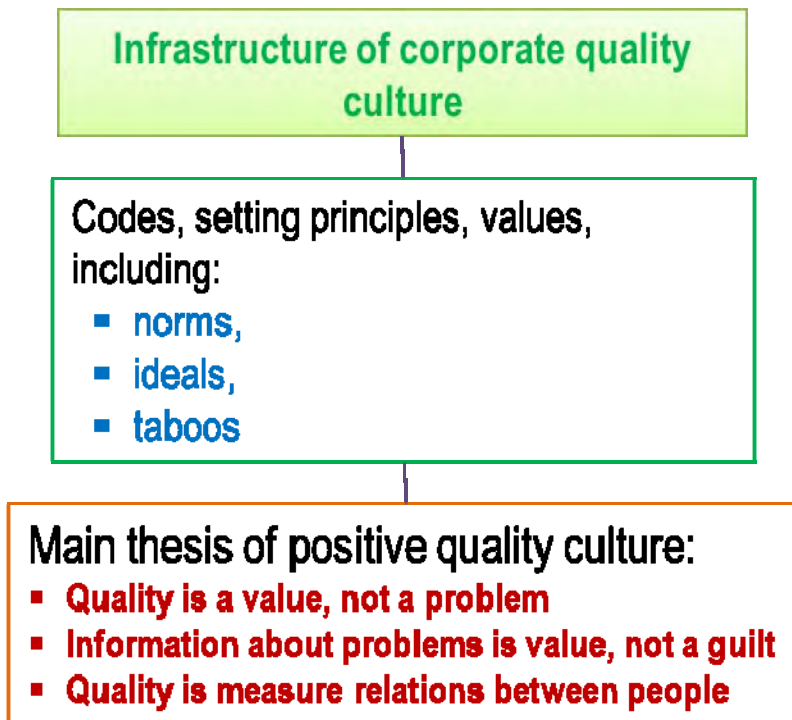 Infrastructure of corporate quality
culture
Codes, setting principles, values,
including:
▪ norms,
▪ ideals,
▪ taboos
Main thesis of positive quality culture:
▪ Quality is a value, not a problem
▪ Information about problems is value, not a guilt
▪ Quality is measure relations between people